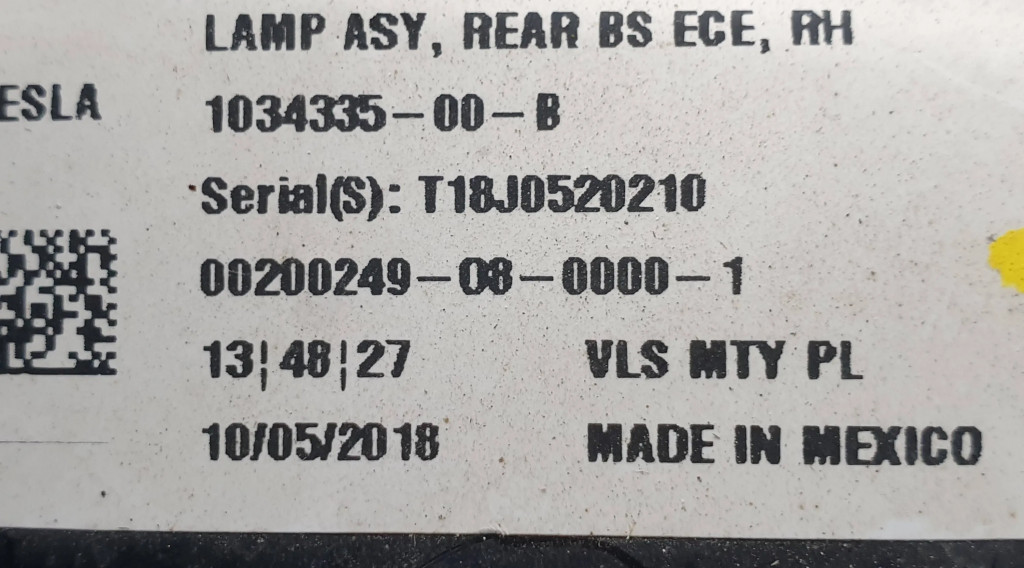 LAMP ASY, REAR BS ECE, RH
ESLA
1034335-00-B
Serial(S): T18J0520210
00200249-08-0000-1
13¦48¦27 VLS MTY PL
10/05/2018 MADE IN MEXICO